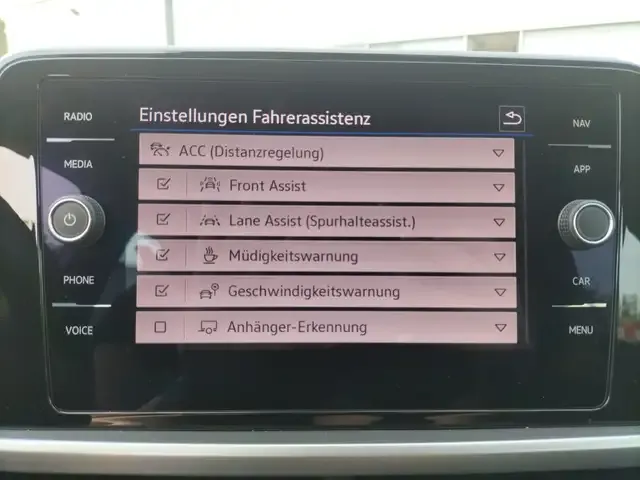 RADIO
MEDIA
PHONE
VOICE
Einstellungen Fahrerassistenz
ACC (Distanzregelung)
Front Assist
Lane Assist (Spurhalteassist.)
Müdigkeitswarnung
Geschwindigkeitswarnung
Anhänger-Erkennung
NAV
APP
CAR
MENU